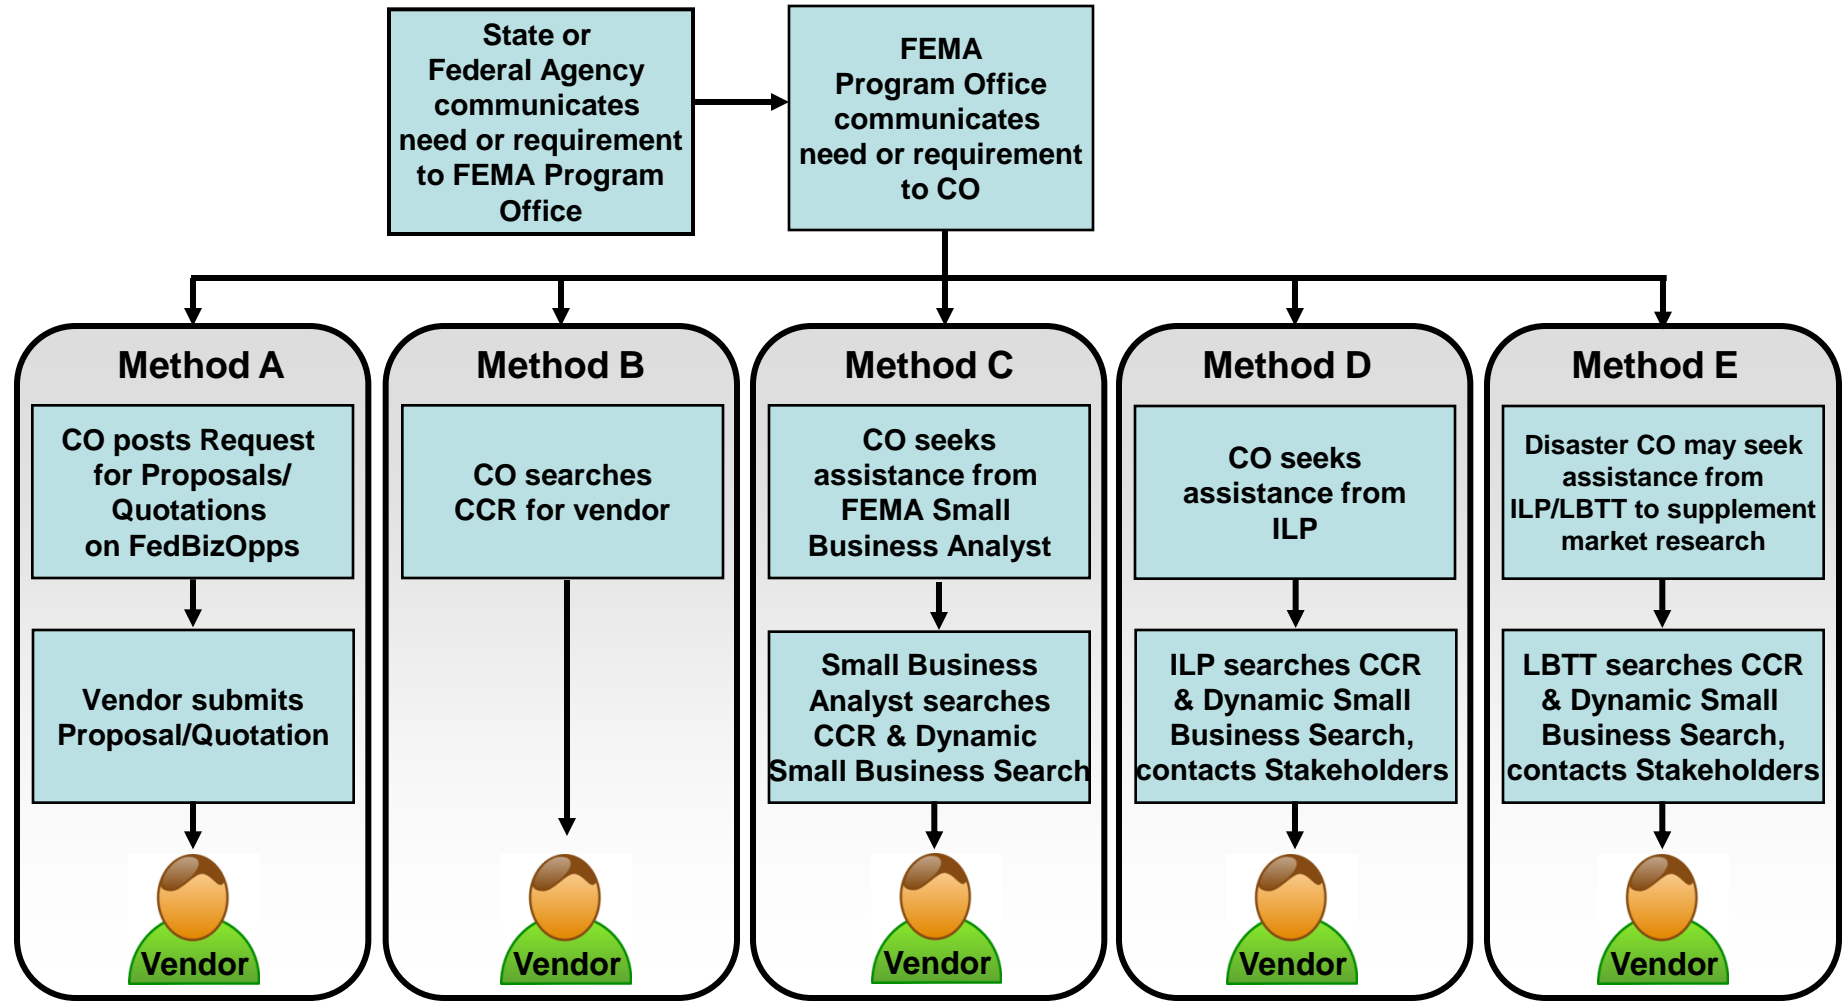 State or
Federal Agency
communicates
need or requirement
to FEMA Program
Office
FEMA
Program Office
communicates
need or requirement
to CO
Method A
CO posts Request
for Proposals/
Quotations
on FedBizOpps
Vendor submits
Proposal/Quotation
Vendor
Method B
CO searches
CCR for vendor
Vendor
Method C
CO seeks
assistance from
FEMA Small
Business Analyst
Small Business
Analyst searches
CCR & Dynamic
Small Business Search
Vendor
Method D
CO seeks
assistance from
ILP
ILP searches CCR
& Dynamic Small
Business Search,
contacts Stakeholders
Vendor
Method E
Disaster CO may seek
assistance from
ILP/LBTT to supplement
market research
LBTT searches CCR
& Dynamic Small
Business Search,
contacts Stakeholders
Vendor